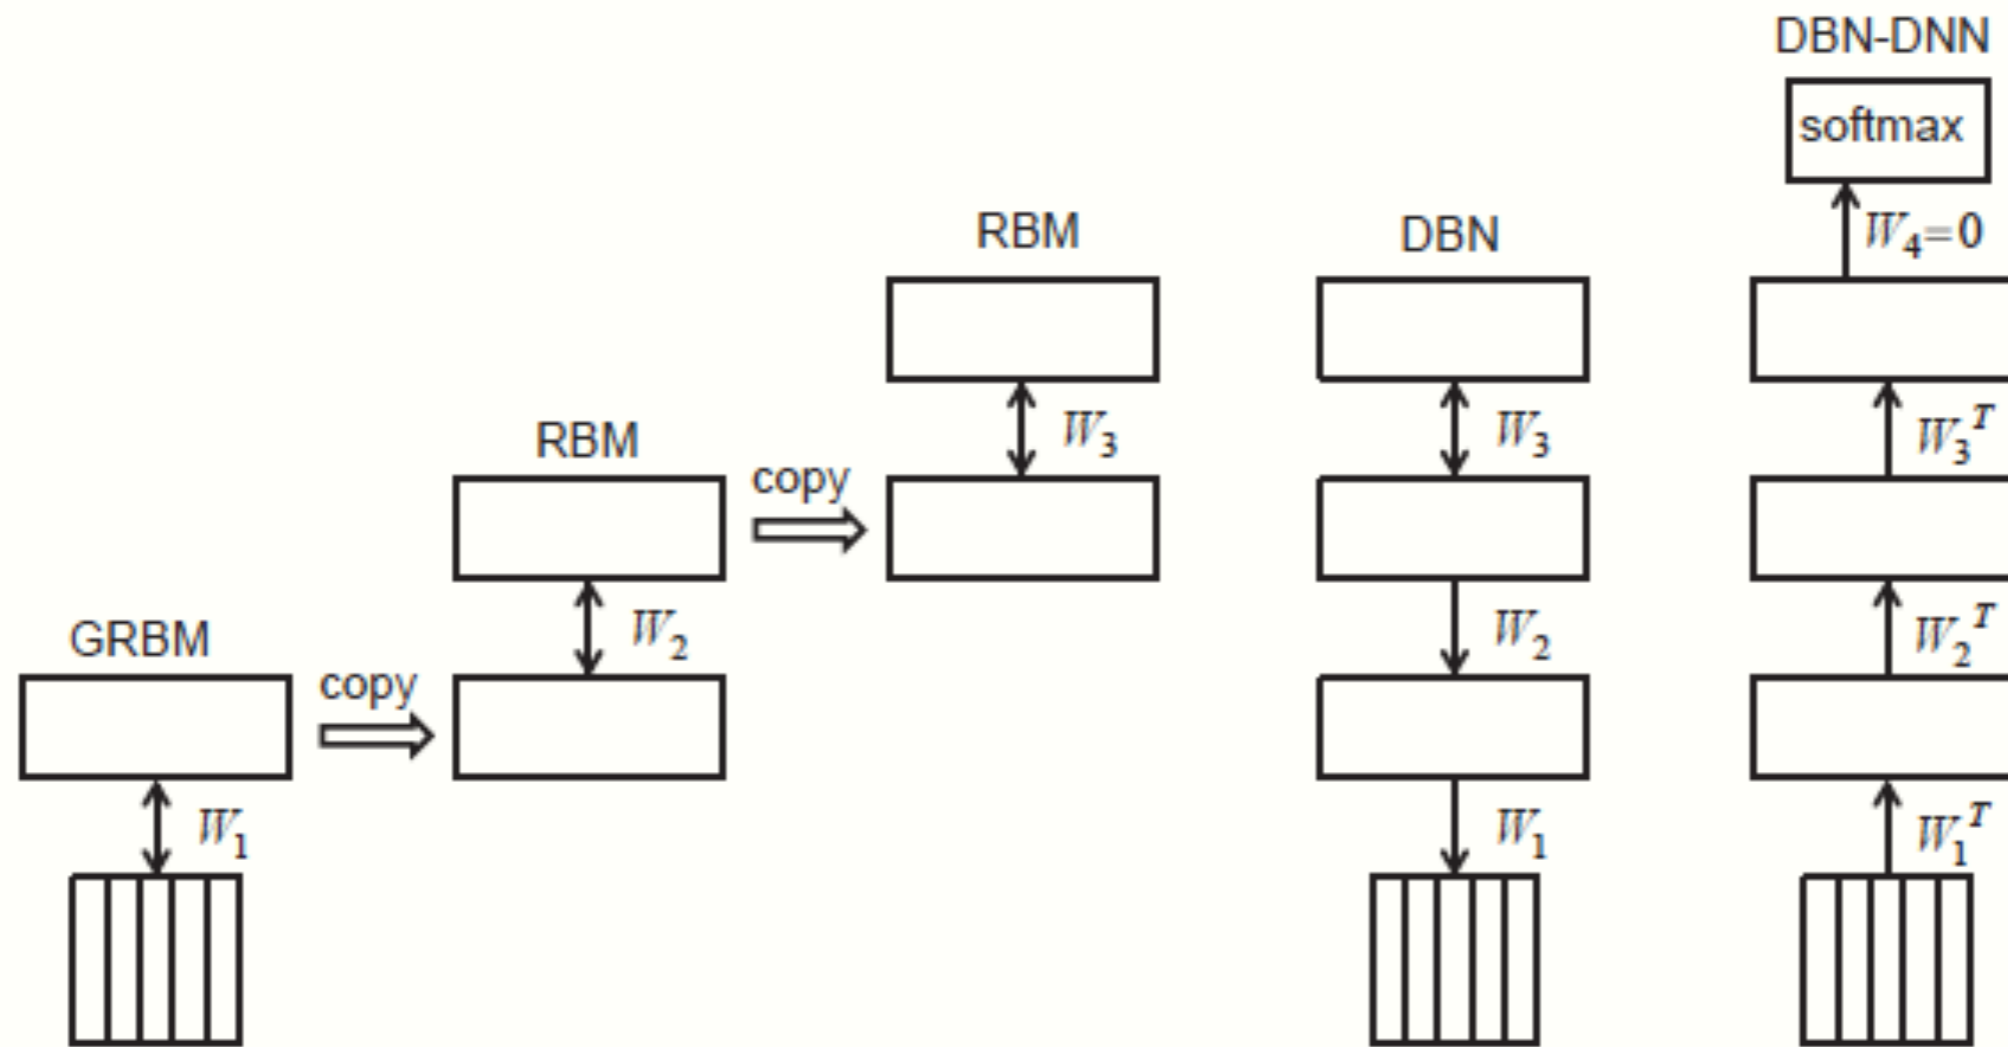 DBN-DNN
softmax
W₄=0
RBM
DBN
W₃
W₃
W₃ᵀ
RBM
copy
W₂
W₂
W₂ᵀ
GRBM
copy
W₁
W₁
W₁ᵀ